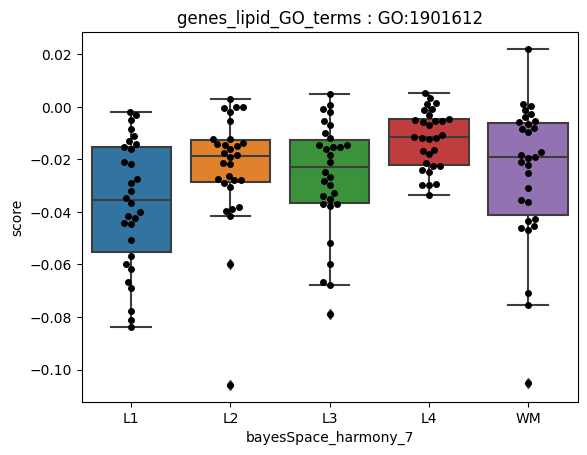 genes_lipid_GO_terms : GO:1901612
0.02
0.00
−0.02
−0.04
−0.06
−0.08
−0.10
score
L1 L2 L3 L4 WM
bayesSpace_harmony_7